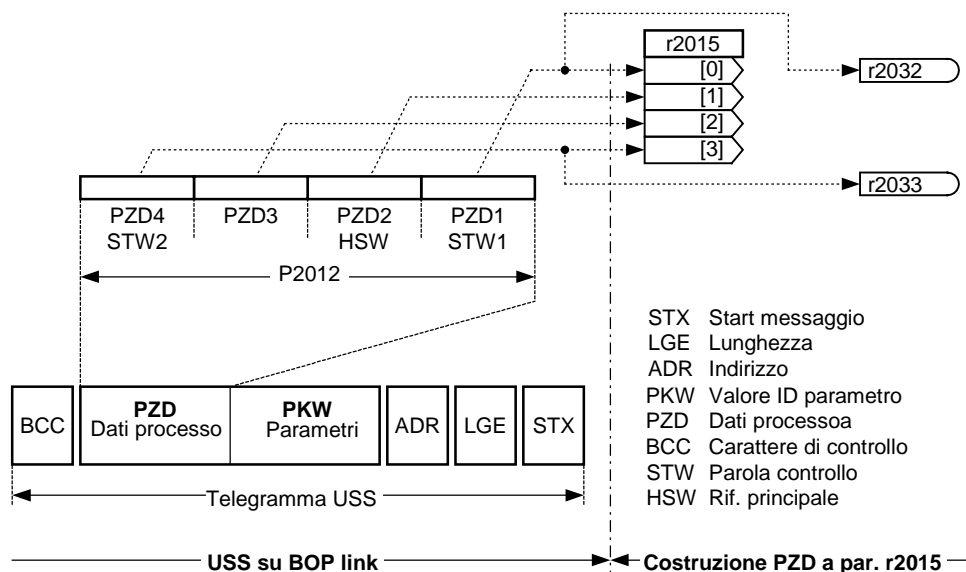 r2015
[0]
r2032
[1]
[2]
[3]
r2033
PZD4 PZD3 PZD2 PZD1
STW2 HSW STW1
P2012
STX Start messaggio
LGE Lunghezza
ADR Indirizzo
PKW Valore ID parametro
PZD Dati processoa
BCC Carattere di controllo
STW Parola controllo
HSW Rif. principale
BCC PZD Dati processo PKW Parametri ADR LGE STX
Telegramma USS
USS su BOP link
Costruzione PZD a par. r2015